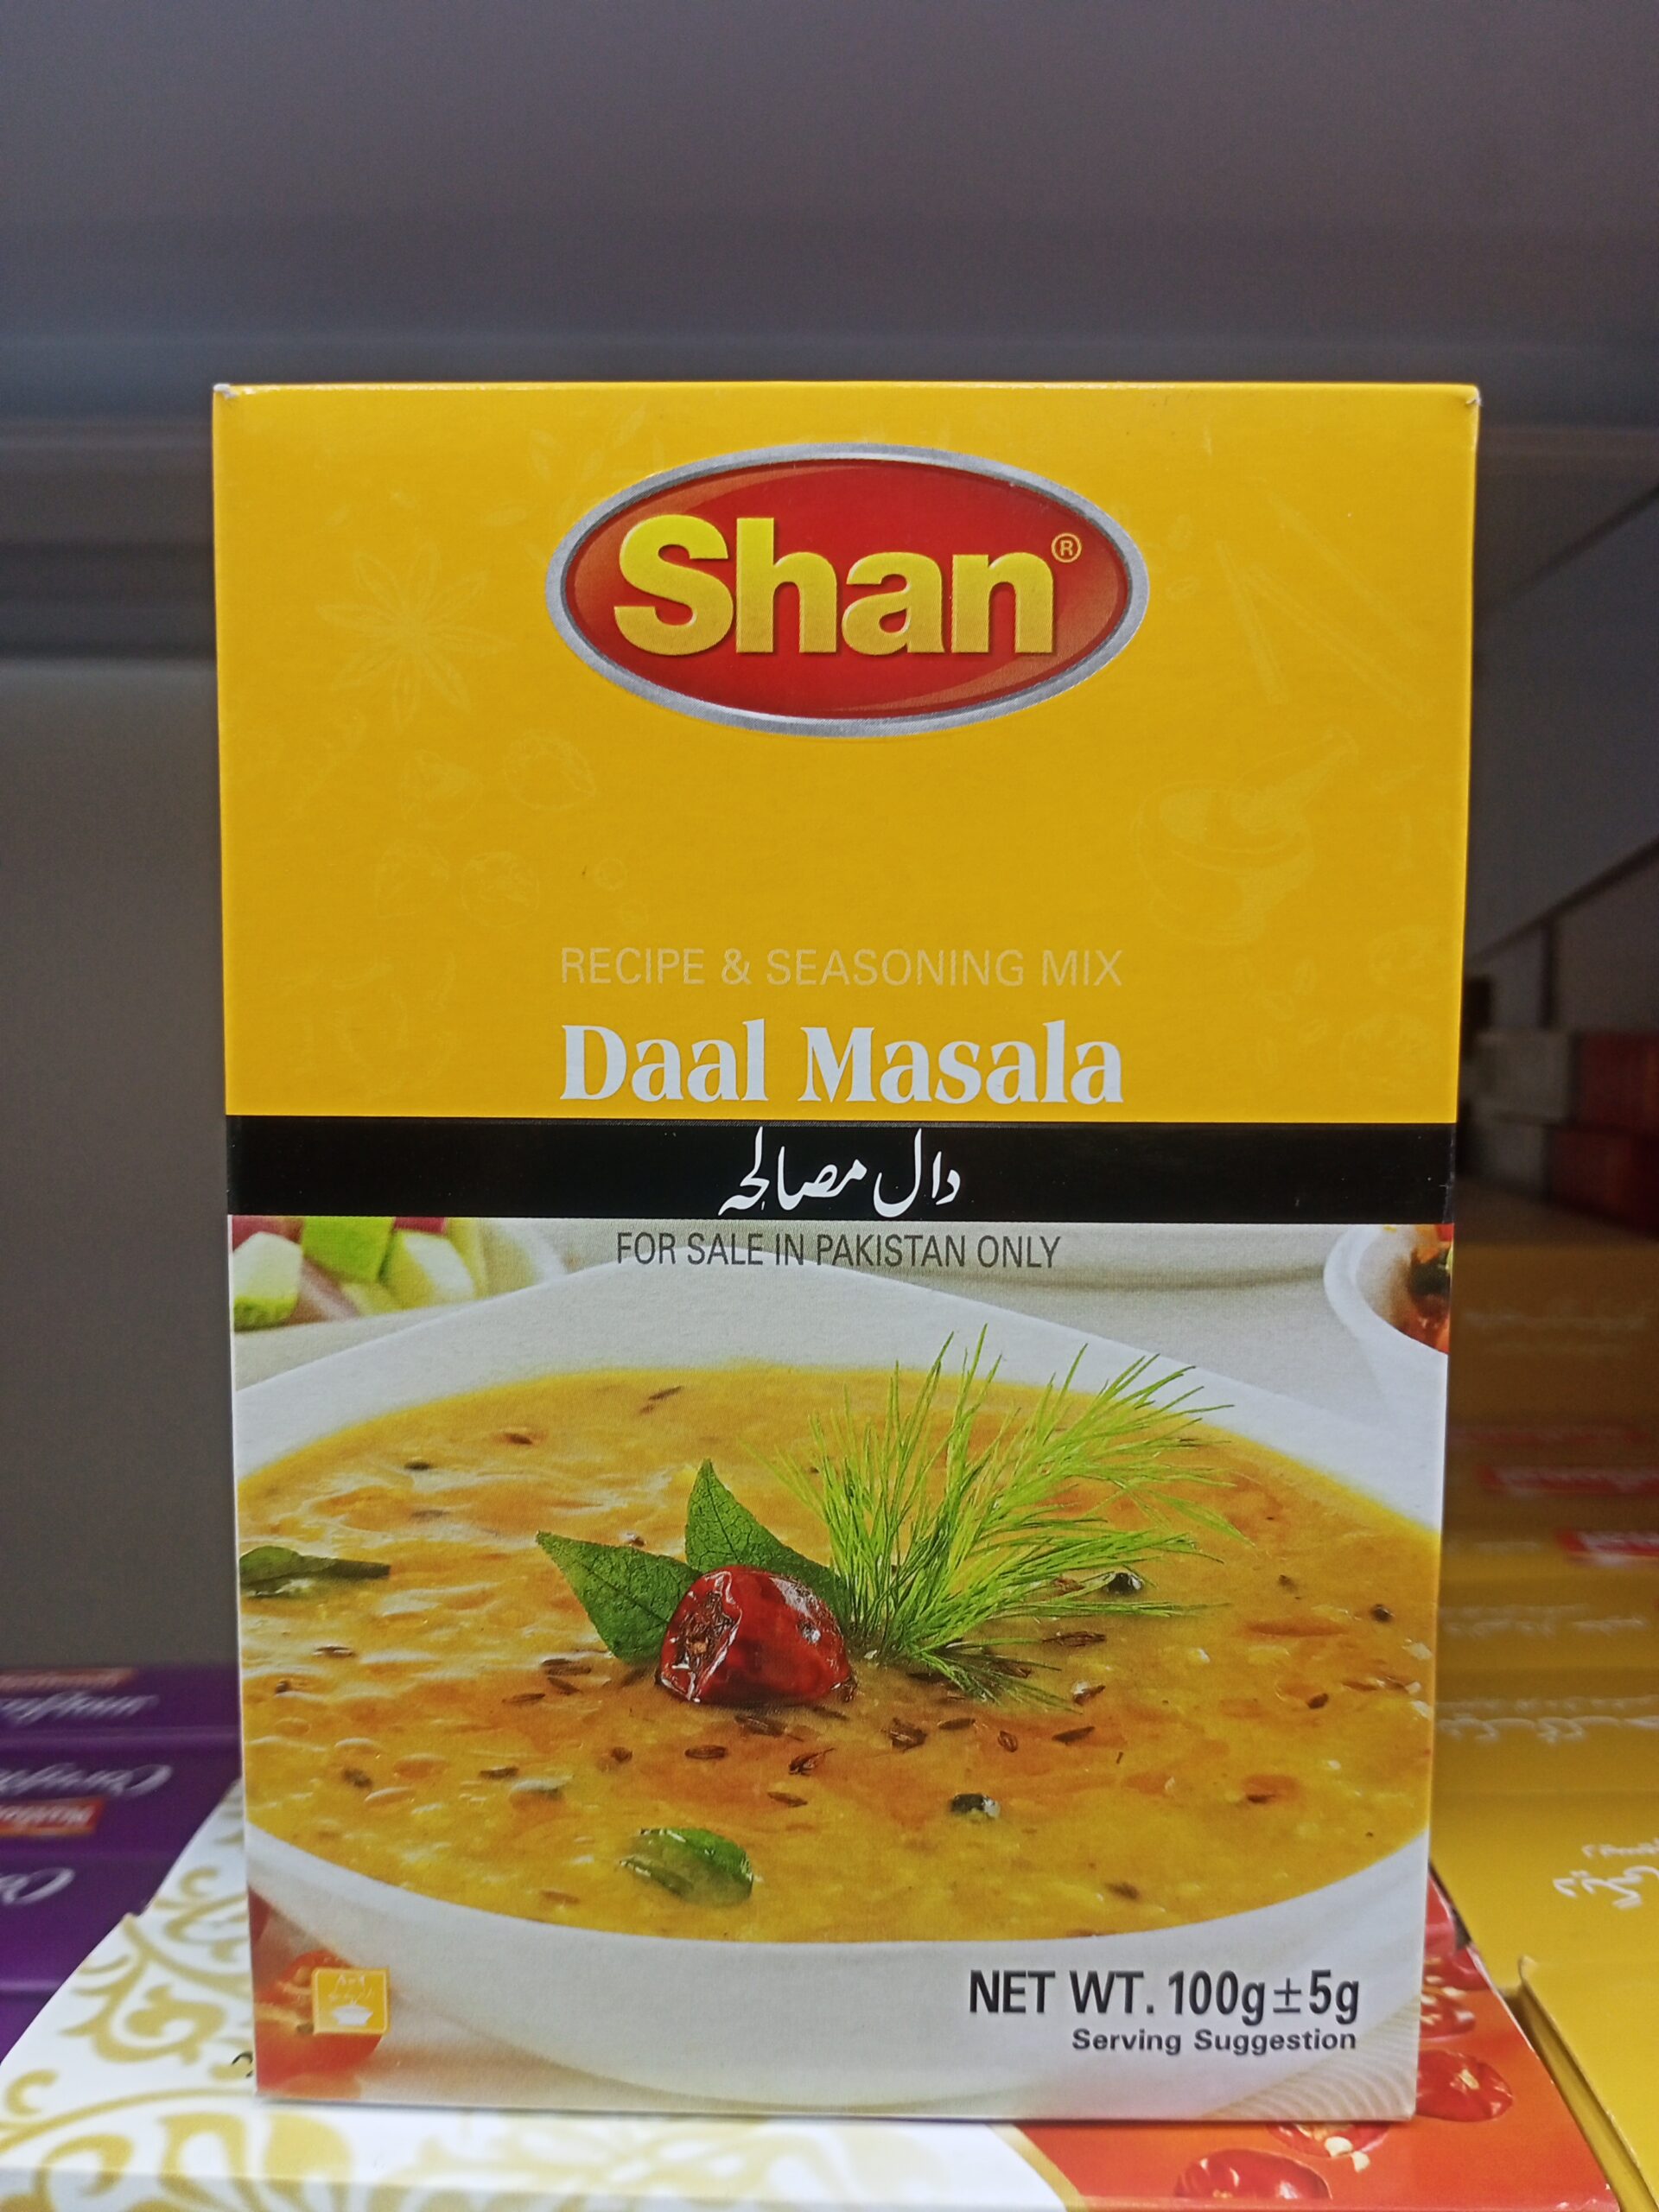 Shan®
RECIPE & SEASONING MIX
Daal Masala
دال مصالحہ
FOR SALE IN PAKISTAN ONLY
NET WT. 100g±5g
Serving Suggestion